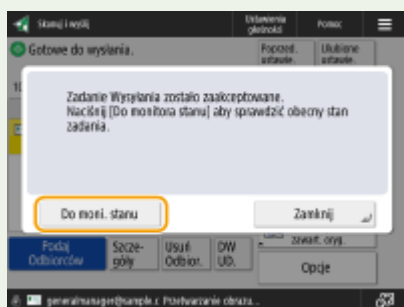 Skanuj i wyślij
Ustawienia
głośności
Pomoc
Gotowe do wysłania.
Poprzed.
ustawie.
Ulubione
ustawie.
Zadanie Wysyłania zostało zaakceptowane.
Naciśnij [Do monitora stanu] aby sprawdzić obecny stan
zadania.
Do moni. stanu
Zamknij
Podaj
Odbiorców
Szcze-
góły
Usuń
Odbior.
DW
UD.
zawart. oryg.
Opcje
Przetwarzanie obrazu...